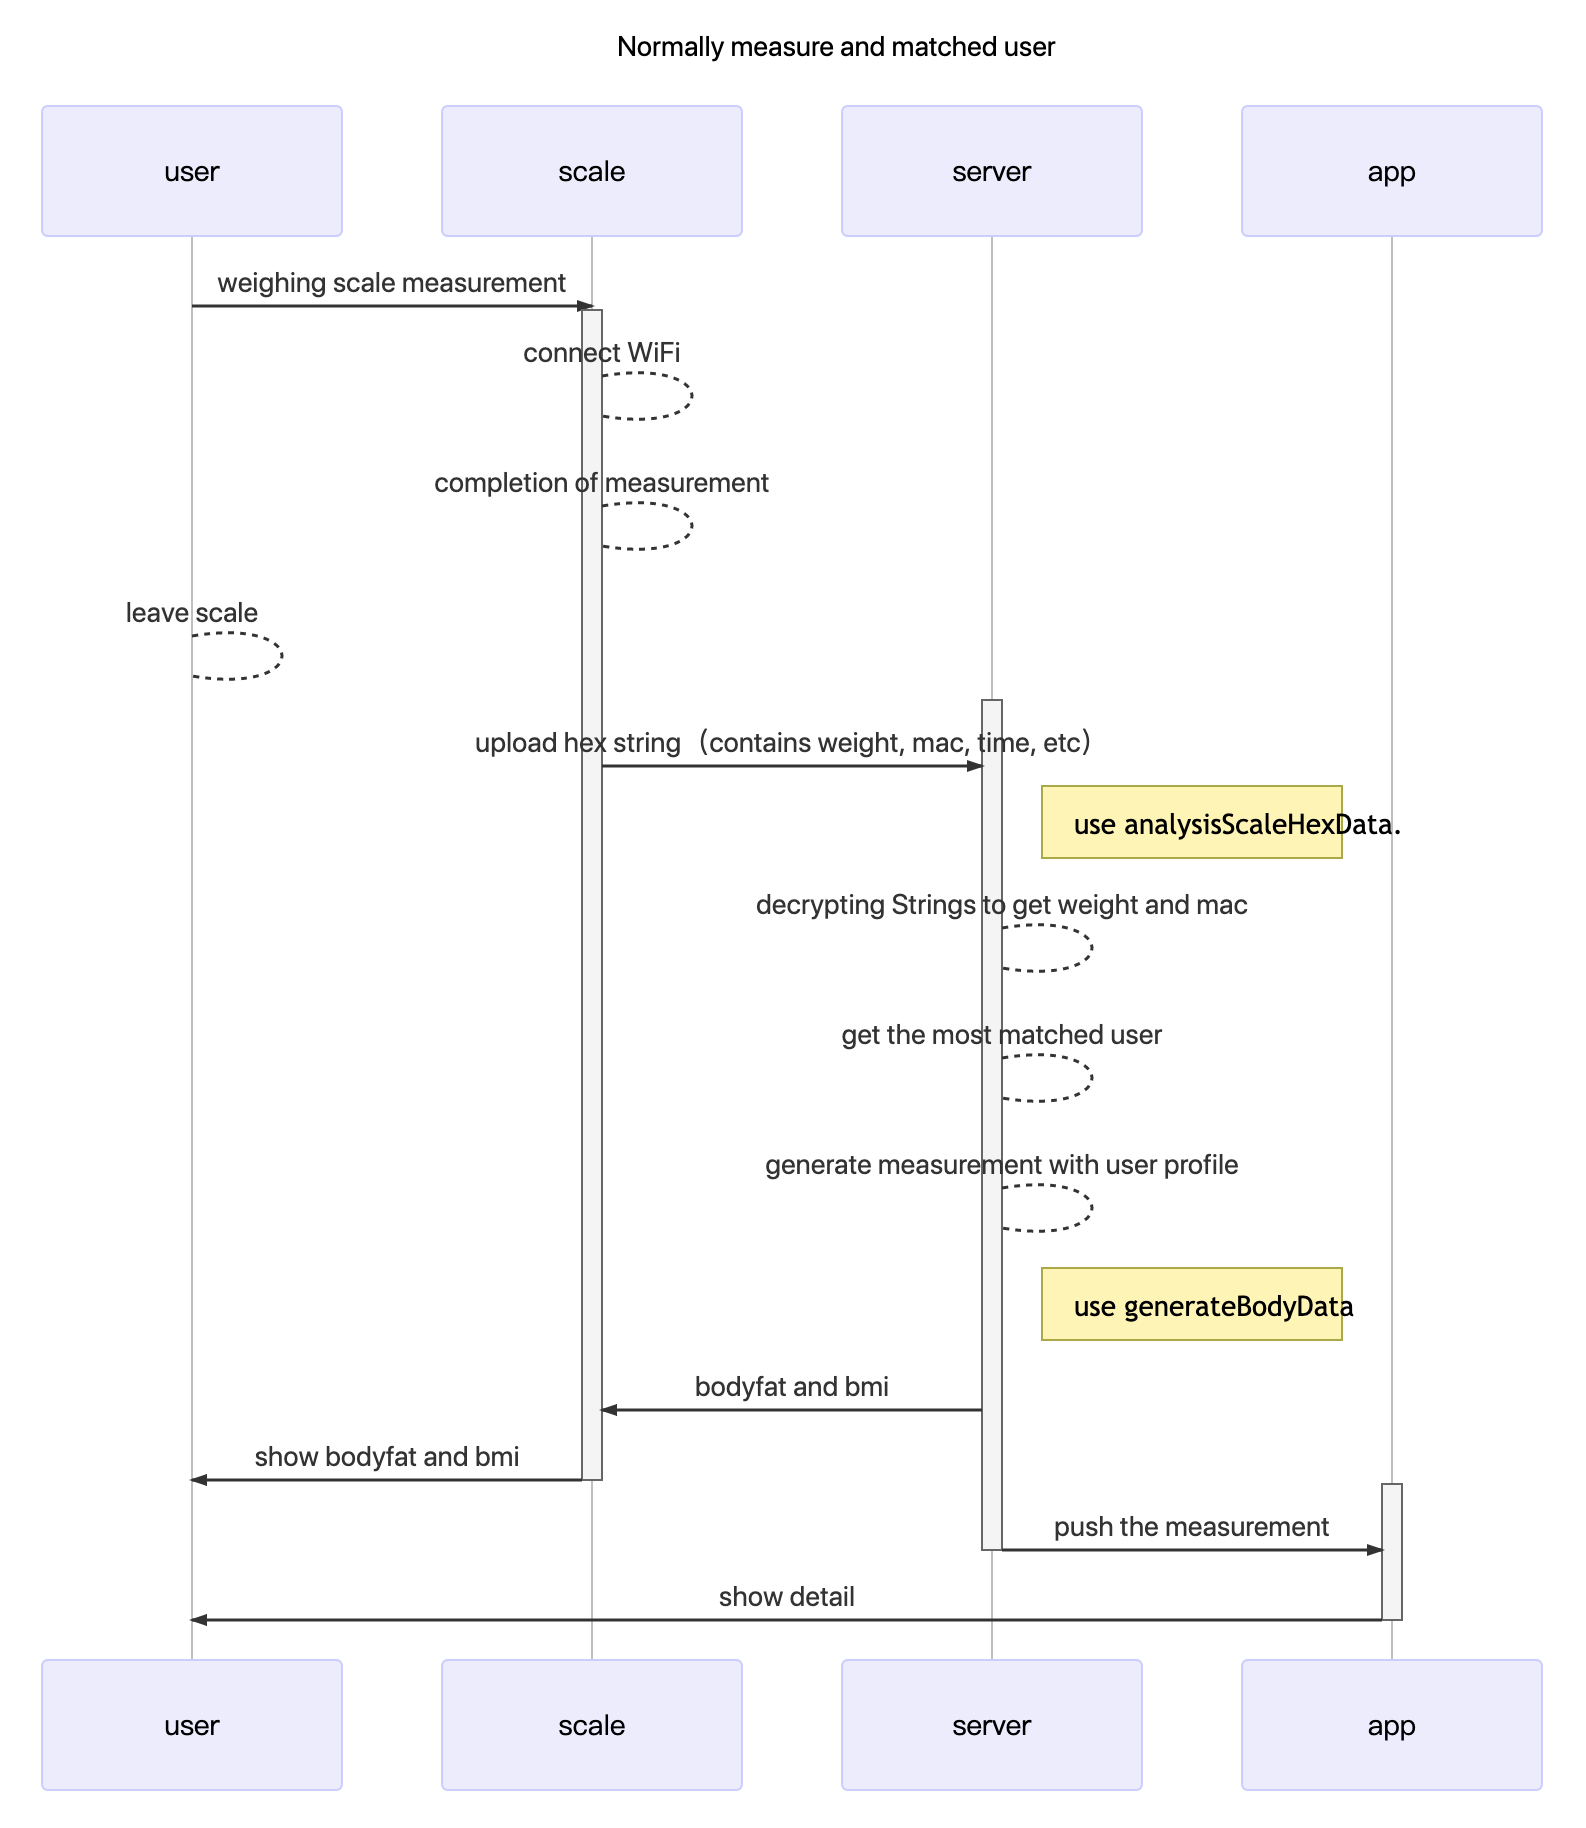 Normally measure and matched user
user
scale
server
app
weighing scale measurement
connect WiFi
completion of measurement
leave scale
upload hex string（contains weight, mac, time, etc）
use analysisScaleHexData.
decrypting Strings to get weight and mac
get the most matched user
generate measurement with user profile
use generateBodyData
bodyfat and bmi
show bodyfat and bmi
push the measurement
show detail
user
scale
server
app